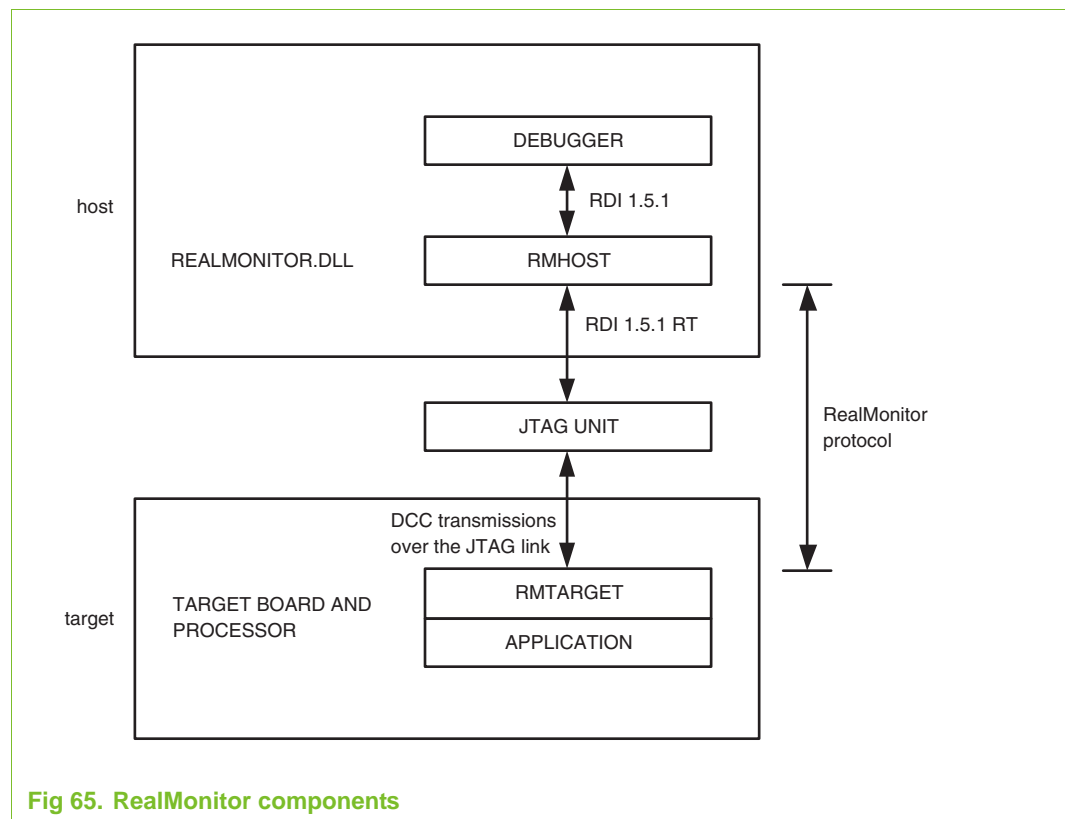 DEBUGGER
RDI 1.5.1
host
REALMONITOR.DLL
RMHOST
RDI 1.5.1 RT
JTAG UNIT
RealMonitor
protocol
DCC transmissions
over the JTAG link
target
TARGET BOARD AND
PROCESSOR
RMTARGET
APPLICATION
Fig 65. RealMonitor components